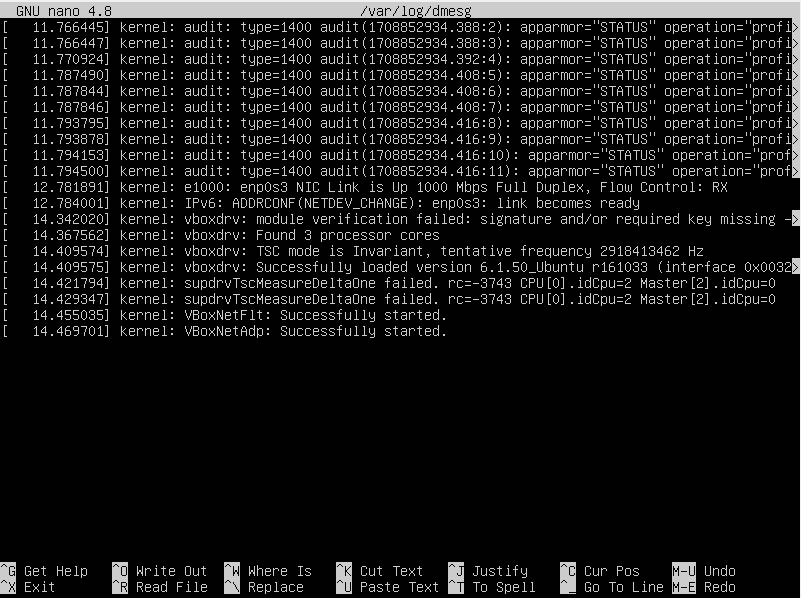 GNU nano 4.8 /var/log/dmesg
[ 11.766445] kernel: audit: type=1400 audit(1708852934.388:2): apparmor="STATUS" operation="profi>
[ 11.766447] kernel: audit: type=1400 audit(1708852934.388:3): apparmor="STATUS" operation="profi>
[ 11.770924] kernel: audit: type=1400 audit(1708852934.392:4): apparmor="STATUS" operation="profi>
[ 11.787490] kernel: audit: type=1400 audit(1708852934.408:5): apparmor="STATUS" operation="profi>
[ 11.787844] kernel: audit: type=1400 audit(1708852934.408:6): apparmor="STATUS" operation="profi>
[ 11.787846] kernel: audit: type=1400 audit(1708852934.408:7): apparmor="STATUS" operation="profi>
[ 11.793795] kernel: audit: type=1400 audit(1708852934.416:8): apparmor="STATUS" operation="profi>
[ 11.793878] kernel: audit: type=1400 audit(1708852934.416:9): apparmor="STATUS" operation="profi>
[ 11.794153] kernel: audit: type=1400 audit(1708852934.416:10): apparmor="STATUS" operation="prof>
[ 11.794500] kernel: audit: type=1400 audit(1708852934.416:11): apparmor="STATUS" operation="prof>
[ 12.781891] kernel: e1000: enp0s3 NIC Link is Up 1000 Mbps Full Duplex, Flow Control: RX
[ 12.784001] kernel: IPv6: ADDRCONF(NETDEV_CHANGE): enp0s3: link becomes ready
[ 14.342020] kernel: vboxdrv: module verification failed: signature and/or required key missing ->
[ 14.367562] kernel: vboxdrv: Found 3 processor cores
[ 14.409574] kernel: vboxdrv: TSC mode is Invariant, tentative frequency 2918413462 Hz
[ 14.409575] kernel: vboxdrv: Successfully loaded version 6.1.50_Ubuntu r161033 (interface 0x0032>
[ 14.421794] kernel: supdrvTscMeasureDeltaOne failed. rc=-3743 CPU[0].idCpu=2 Master[2].idCpu=0
[ 14.429347] kernel: supdrvTscMeasureDeltaOne failed. rc=-3743 CPU[0].idCpu=2 Master[2].idCpu=0
[ 14.455035] kernel: VBoxNetFlt: Successfully started.
[ 14.469701] kernel: VBoxNetAdp: Successfully started.
^G Get Help ^O Write Out ^W Where Is ^K Cut Text ^J Justify ^C Cur Pos M-U Undo
^X Exit ^R Read File ^\ Replace ^U Paste Text ^T To Spell ^_ Go To Line M-E Redo